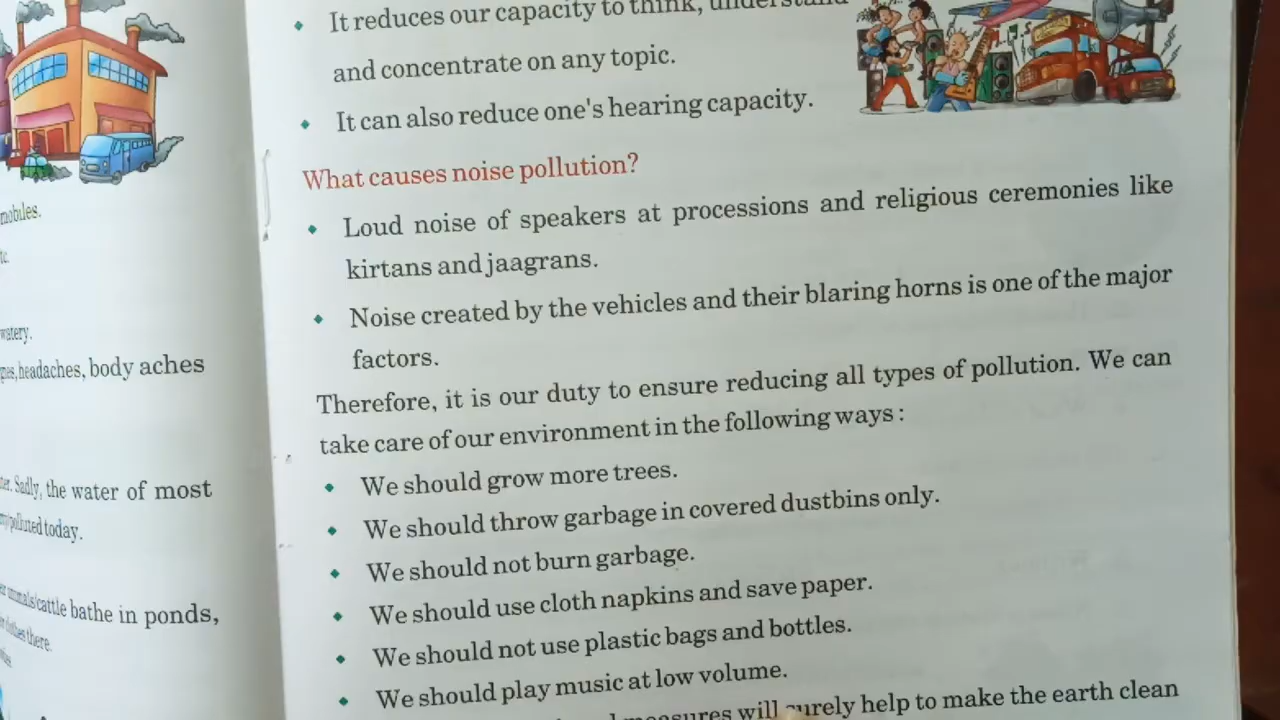 mobiles.
watery.
headaches, body aches
Sadly, the water of most
polluted today.
cattle bathe in ponds,
there.
It reduces our capacity to think, understand
and concentrate on any topic.
It can also reduce one's hearing capacity.
What causes noise pollution?
Loud noise of speakers at processions and religious ceremonies like
kirtans and jaagrans.
Noise created by the vehicles and their blaring horns is one of the major
factors.
Therefore, it is our duty to ensure reducing all types of pollution. We can
take care of our environment in the following ways :
We should grow more trees.
We should throw garbage in covered dustbins only.
We should not burn garbage.
We should use cloth napkins and save paper.
We should not use plastic bags and bottles.
We should play music at low volume.
measures will surely help to make the earth clean